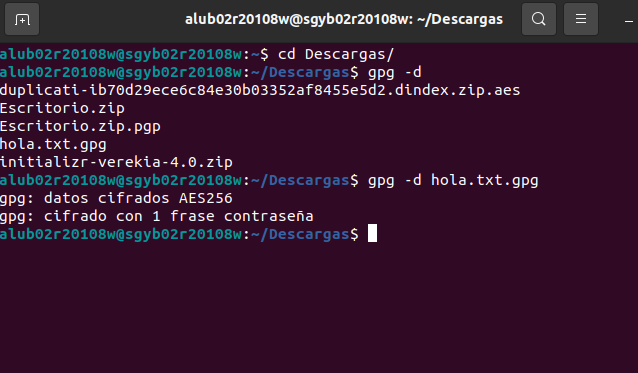 alub02r20108w@sgyb02r20108w: ~/Descargas
alub02r20108w@sgyb02r20108w:~$ cd Descargas/
alub02r20108w@sgyb02r20108w:~/Descargas$ gpg -d
duplicati-ib70d29ece6c84e30b03352af8455e5d2.dindex.zip.aes
Escritorio.zip
Escritorio.zip.pgp
hola.txt.gpg
initializr-verekia-4.0.zip
alub02r20108w@sgyb02r20108w:~/Descargas$ gpg -d hola.txt.gpg
gpg: datos cifrados AES256
gpg: cifrado con 1 frase contraseña
alub02r20108w@sgyb02r20108w:~/Descargas$